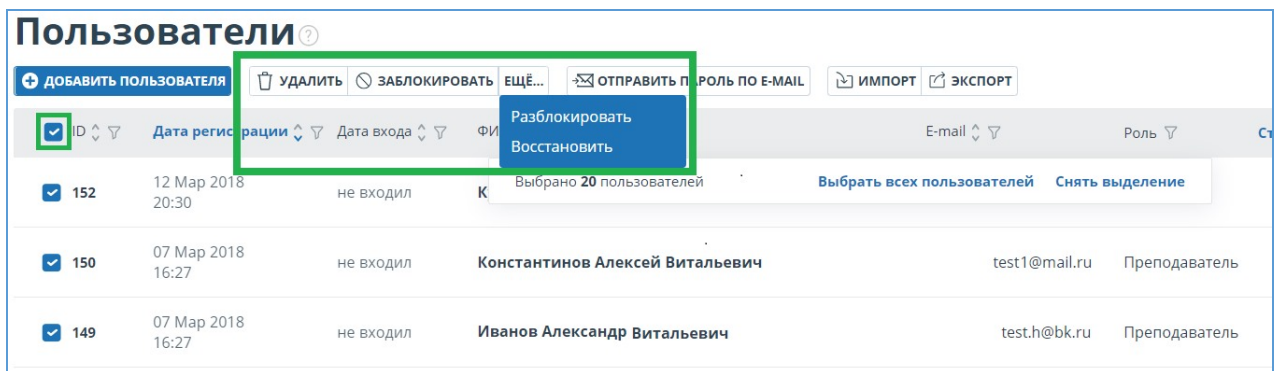 Пользователи ?
ДОБАВИТЬ ПОЛЬЗОВАТЕЛЯ УДАЛИТЬ ЗАБЛОКИРОВАТЬ ЕЩЁ... ОТПРАВИТЬ ПАРОЛЬ ПО E-MAIL ИМПОРТ ЭКСПОРТ
Разблокировать
Восстановить
ID Дата регистрации Дата входа E-mail Роль
Выбрано 20 пользователей Выбрать всех пользователей Снять выделение
152 12 Мар 2018 не входил
20:30
150 07 Мар 2018 не входил Константинов Алексей Витальевич test1@mail.ru Преподаватель
16:27
149 07 Мар 2018 не входил Иванов Александр Витальевич test.h@bk.ru Преподаватель
16:27